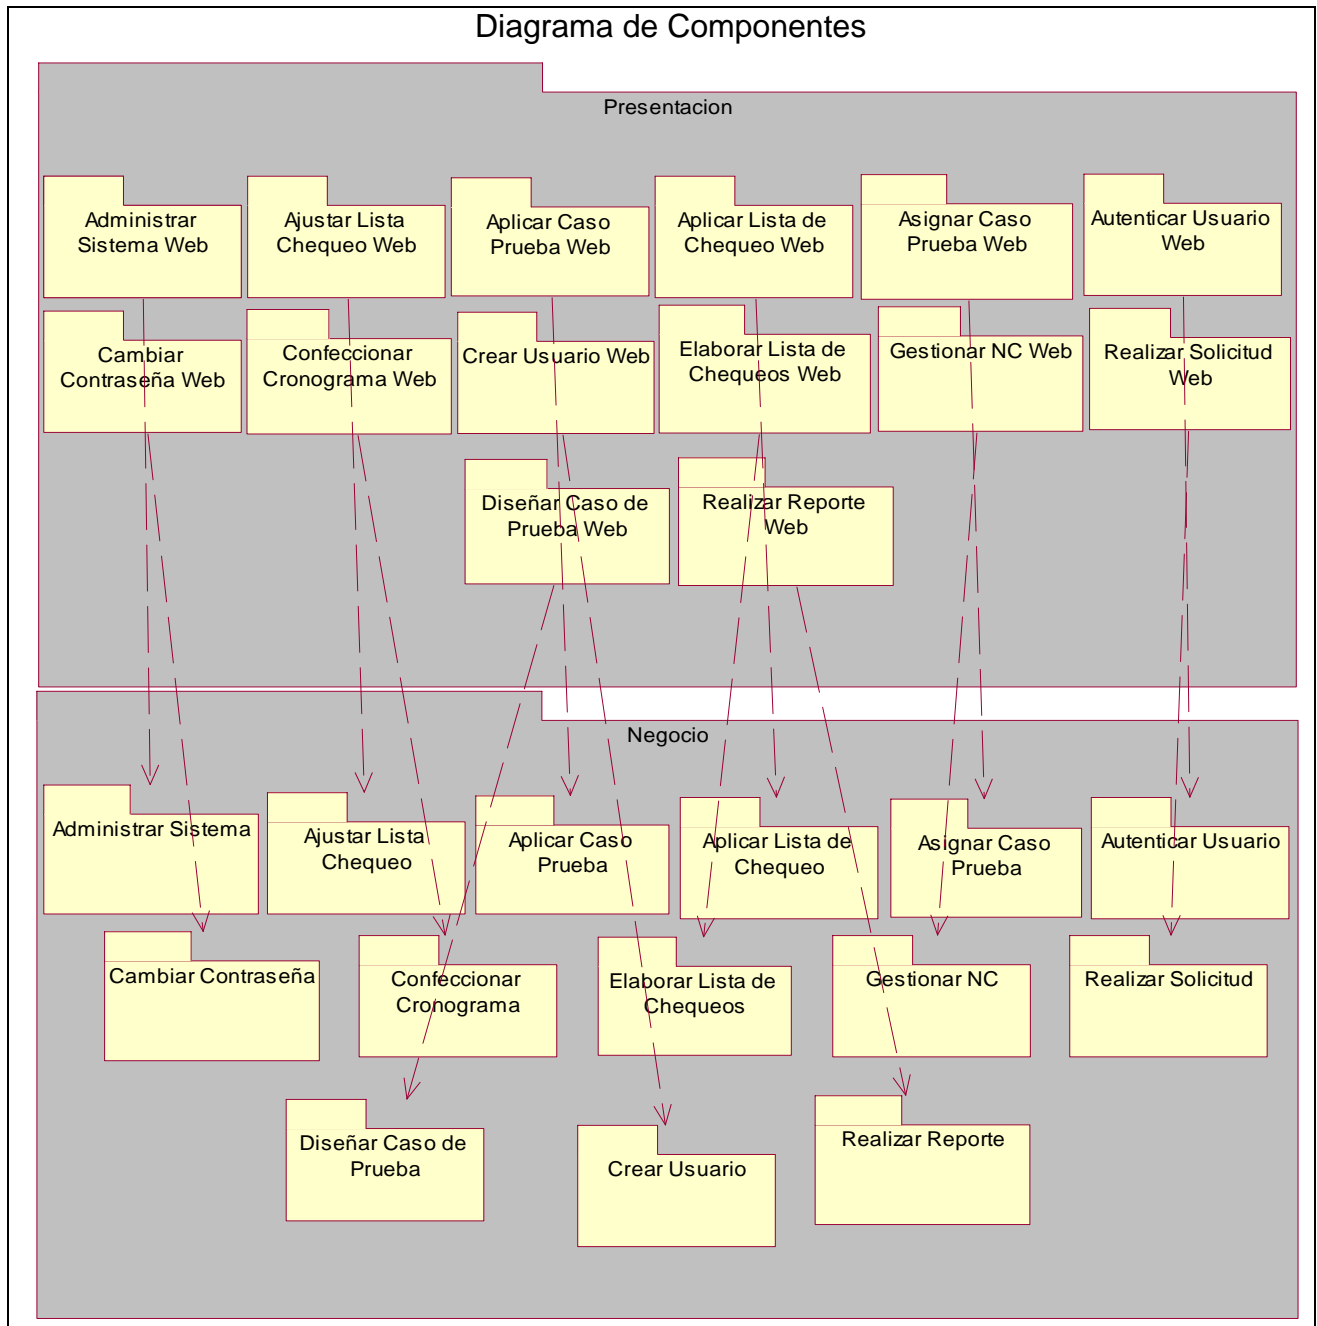 Diagrama de Componentes
Presentacion
Administrar
Sistema Web
Ajustar Lista
Chequeo Web
Aplicar Caso
Prueba Web
Aplicar Lista de
Chequeo Web
Asignar Caso
Prueba Web
Autenticar Usuario
Web
Cambiar
Contraseña Web
Confeccionar
Cronograma Web
Crear Usuario Web
Elaborar Lista de
Chequeos Web
Gestionar NC Web
Realizar Solicitud
Web
Diseñar Caso de
Prueba Web
Realizar Reporte
Web
Negocio
Administrar Sistema
Ajustar Lista
Chequeo
Aplicar Caso
Prueba
Aplicar Lista de
Chequeo
Asignar Caso
Prueba
Autenticar Usuario
Cambiar Contraseña
Confeccionar
Cronograma
Elaborar Lista de
Chequeos
Gestionar NC
Realizar Solicitud
Diseñar Caso de
Prueba
Crear Usuario
Realizar Reporte